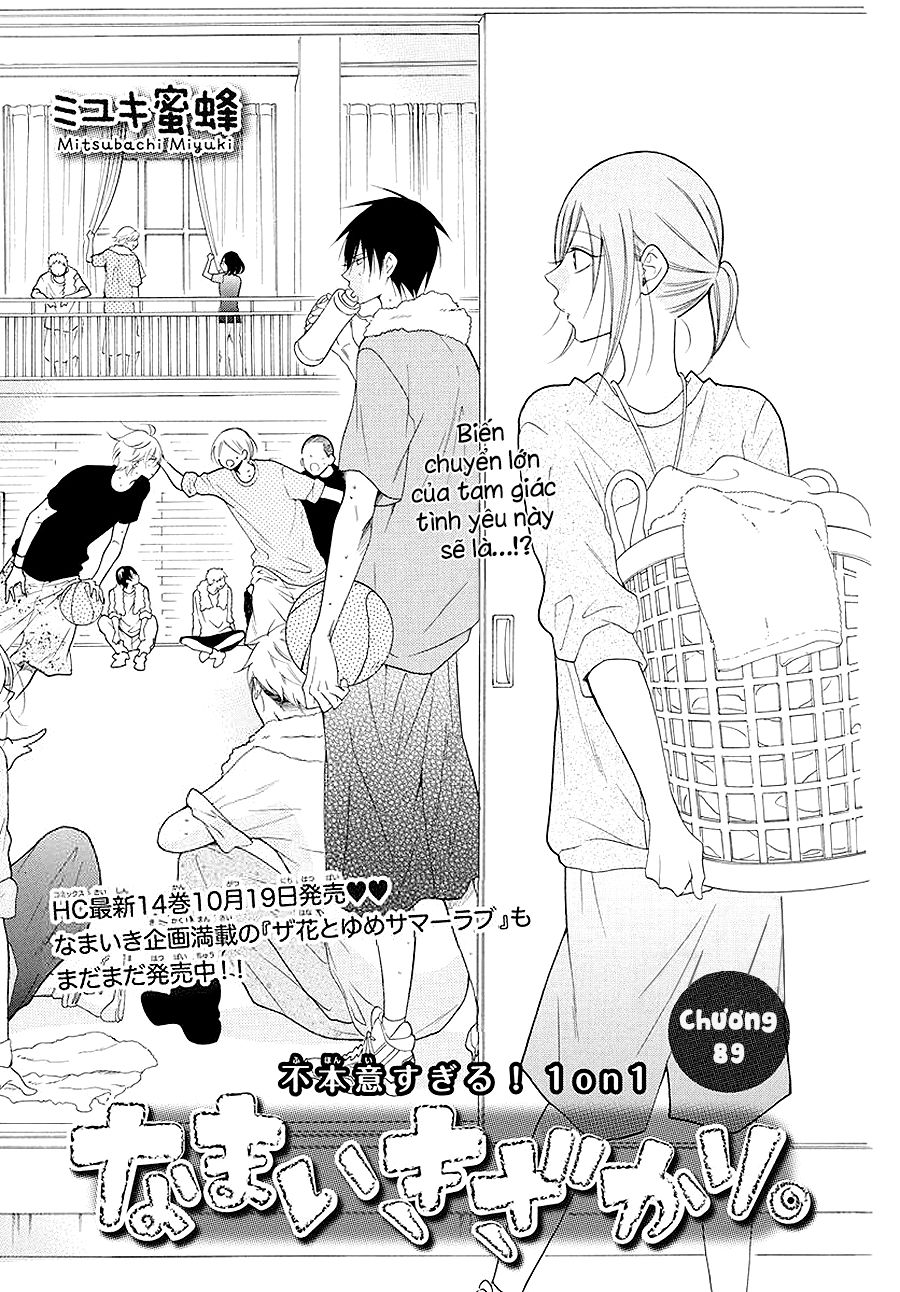 ミユキ蜜蜂
Mitsubachi Miyuki
Biến
chuyển lớn
của tam giác
tình yêu này
sẽ là...!?
HC最新14巻10月19日発売♥♥
なまいき企画満載の『ザ花とゆめサマーラブ』も
まだまだ発売中！！
Chương
89
不本意すぎる！1on1
なまいきざかり。